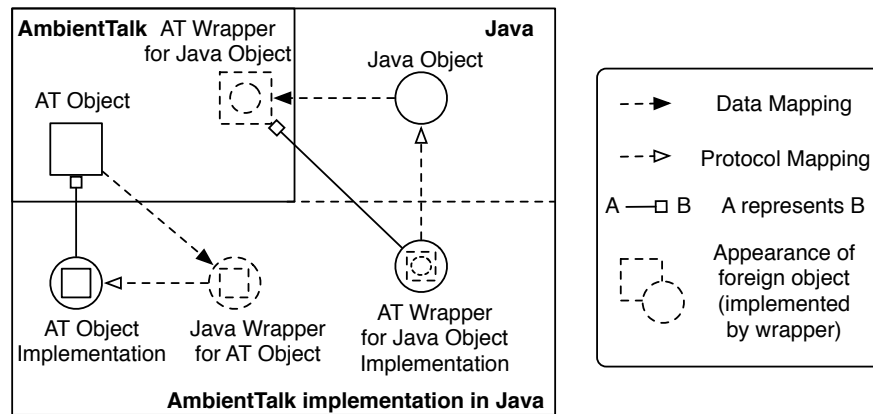 AmbientTalk
AT Wrapper
for Java Object
Java
Java Object
AT Object
AT Object
Implementation
Java Wrapper
for AT Object
AT Wrapper
for Java Object
Implementation
AmbientTalk implementation in Java
Data Mapping
Protocol Mapping
A B A represents B
Appearance of
foreign object
(implemented
by wrapper)